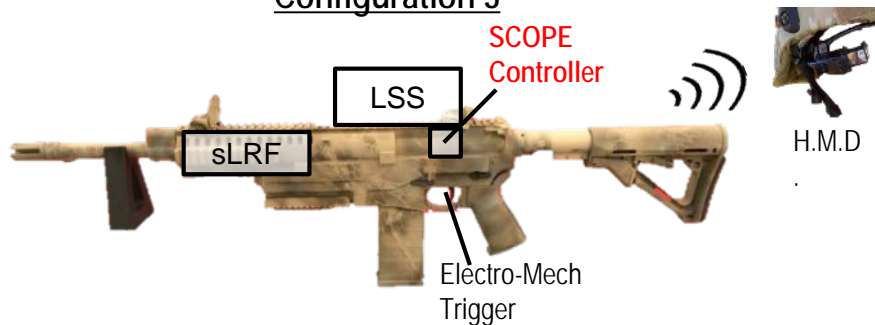 Configuration 3
SCOPE
Controller
LSS
sLRF
H.M.D
.
Electro-Mech
Trigger